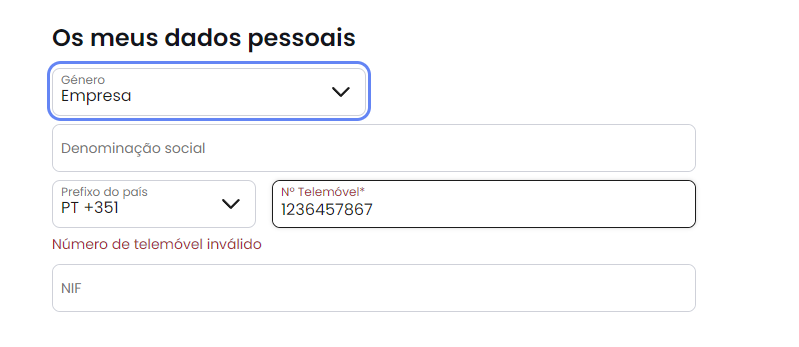 Os meus dados pessoais
Género
Empresa
Denominação social
Prefixo do país
PT +351
Nº Telemóvel*
1236457867
Número de telemóvel inválido
NIF